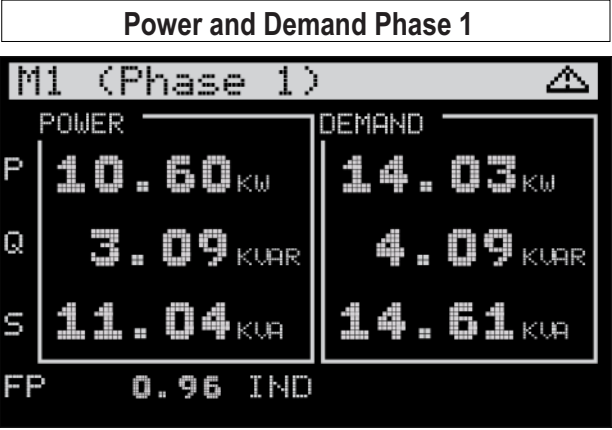 Power and Demand Phase 1
M1 (Phase 1)
POWER DEMAND
P 10.60 KW 14.03 KW
Q 3.09 KVAR 4.09 KVAR
S 11.04 KVA 14.61 KVA
FP 0.96 IND